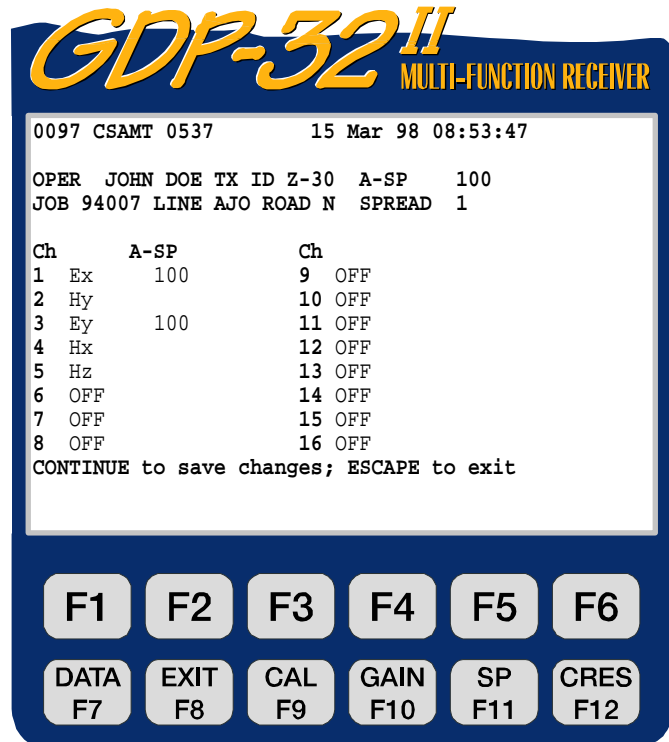 GDP-32 II
MULTI-FUNCTION RECEIVER
0097 CSAMT 0537 15 Mar 98 08:53:47
OPER JOHN DOE TX ID Z-30 A-SP 100
JOB 94007 LINE AJO ROAD N SPREAD 1
Ch A-SP Ch
1 Ex 100 9 OFF
2 Hy 10 OFF
3 Ey 100 11 OFF
4 Hx 12 OFF
5 Hz 13 OFF
6 OFF 14 OFF
7 OFF 15 OFF
8 OFF 16 OFF
CONTINUE to save changes; ESCAPE to exit
F1 F2 F3 F4 F5 F6
DATA EXIT CAL GAIN SP CRES
F7 F8 F9 F10 F11 F12